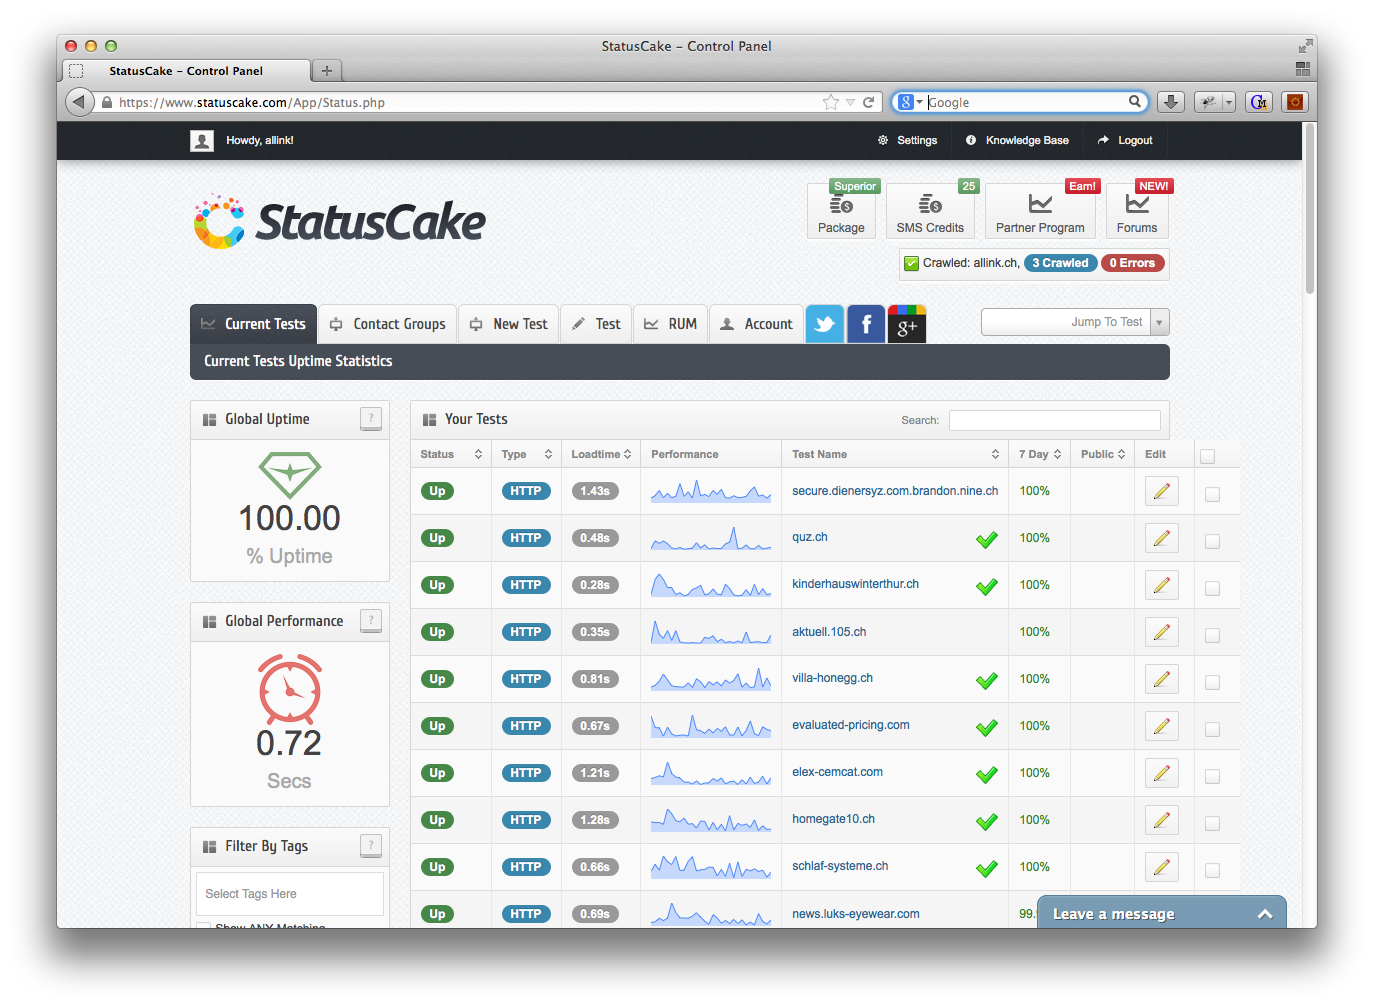 StatusCake – Control Panel
StatusCake – Control Panel
https://www.statuscake.com/App/Status.php
Google
Howdy, allink!
Settings
Knowledge Base
Logout
StatusCake
Superior
Package
25
SMS Credits
Earn!
Partner Program
NEW!
Forums
Crawled: allink.ch, 3 Crawled 0 Errors
Current Tests
Contact Groups
New Test
Test
RUM
Account
Jump To Test
Current Tests Uptime Statistics
Global Uptime ?
100.00
% Uptime
Global Performance ?
0.72
Secs
Filter By Tags ?
Select Tags Here
Show ANY Matching
Your Tests Search:
Status Type Loadtime Performance Test Name 7 Day Public Edit
Up HTTP 1.43s secure.dienersyz.com.brandon.nine.ch 100%
Up HTTP 0.48s quz.ch 100%
Up HTTP 0.28s kinderhauswinterthur.ch 100%
Up HTTP 0.35s aktuell.105.ch 100%
Up HTTP 0.81s villa-honegg.ch 100%
Up HTTP 0.67s evaluated-pricing.com 100%
Up HTTP 1.21s elex-cemcat.com 100%
Up HTTP 1.28s homegate10.ch 100%
Up HTTP 0.66s schlaf-systeme.ch 100%
Up HTTP 0.69s news.luks-eyewear.com
Leave a message